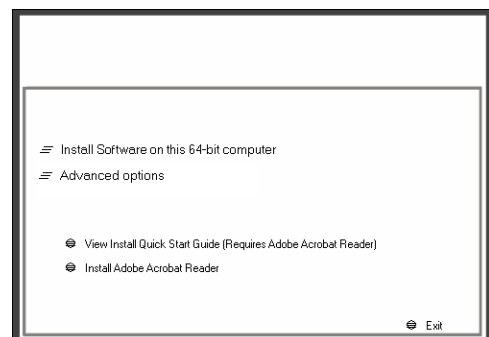 Install Software on this 64-bit computer
Advanced options
View Install Quick Start Guide (Requires Adobe Acrobat Reader)
Install Adobe Acrobat Reader
Exit